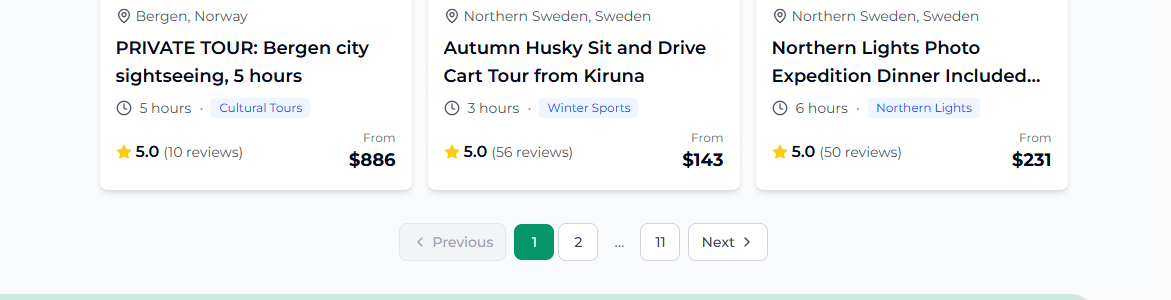 Bergen, Norway
PRIVATE TOUR: Bergen city
sightseeing, 5 hours
5 hours • Cultural Tours
5.0 (10 reviews)
From
$886
Northern Sweden, Sweden
Autumn Husky Sit and Drive
Cart Tour from Kiruna
3 hours • Winter Sports
5.0 (56 reviews)
From
$143
Northern Sweden, Sweden
Northern Lights Photo
Expedition Dinner Included...
6 hours • Northern Lights
5.0 (50 reviews)
From
$231
Previous 1 2 ... 11 Next